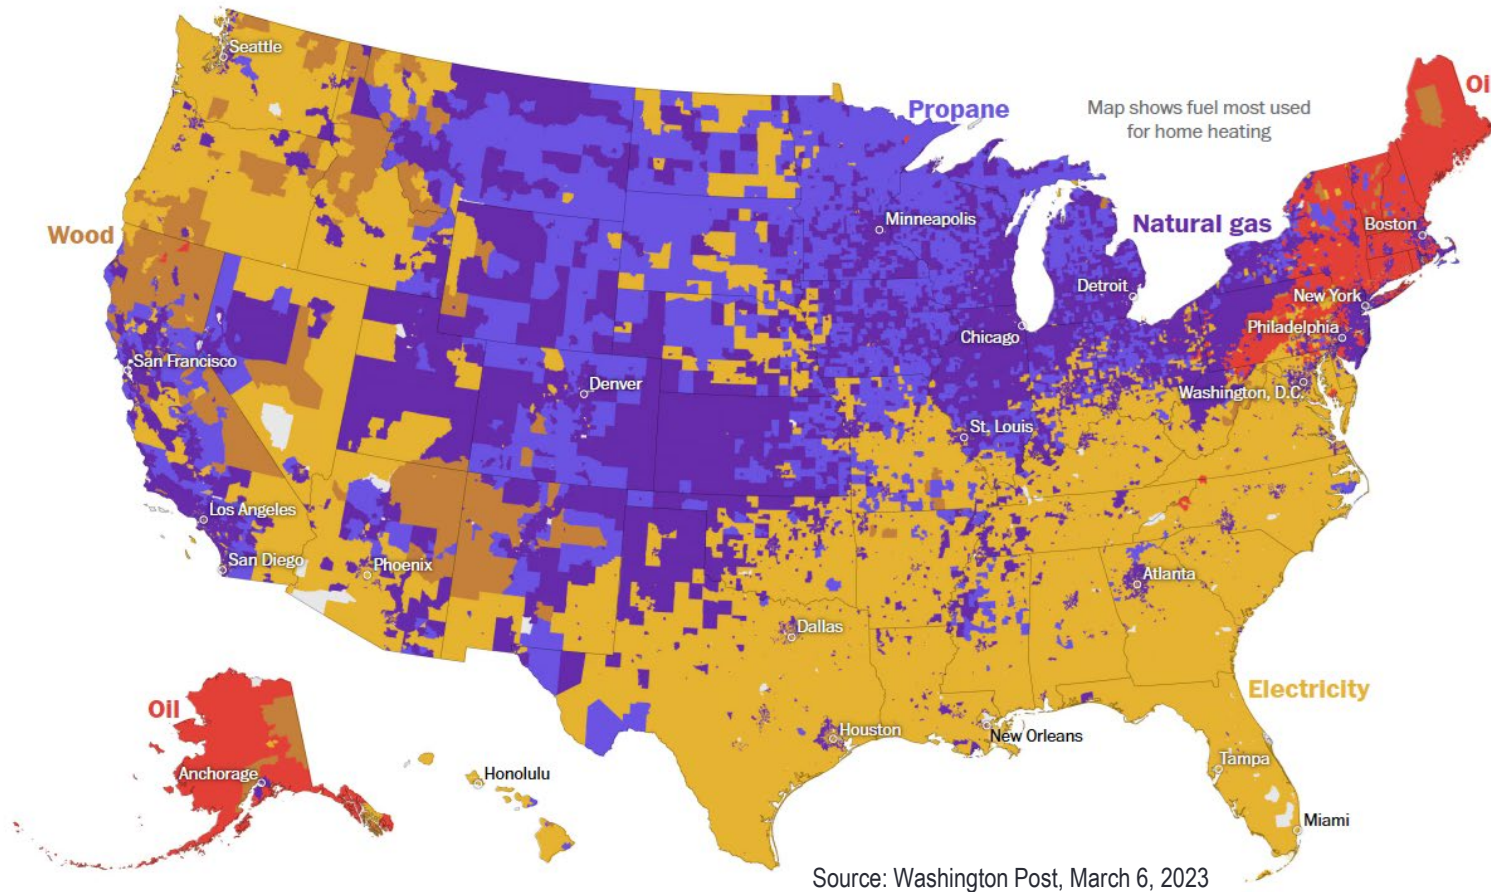 Seattle
Propane
Map shows fuel most used
for home heating
Oi
Minneapolis
Natural gas
Boston
Wood
Detroit
New York
Chicago
Philadelphia
San Francisco
Denver
Washington, D.C.
St. Louis
Los Angeles
San Diego
Phoenix
Atlanta
Dallas
Electricity
Oil
Houston
New Orleans
Anchorage
Honolulu
Tampa
Miami
Source: Washington Post, March 6, 2023